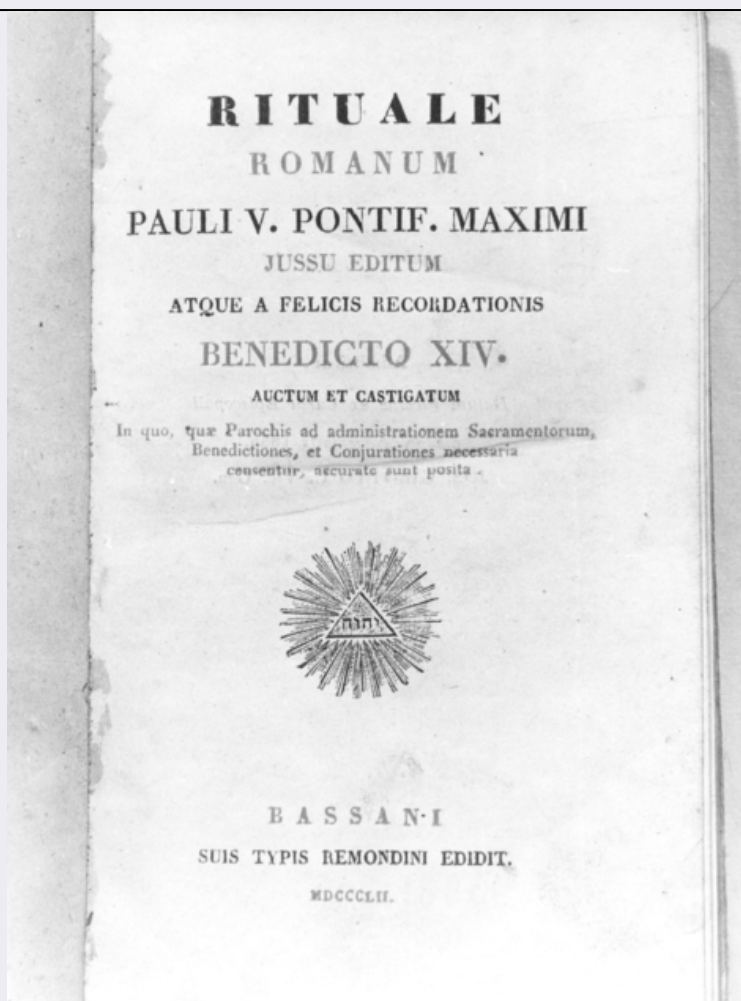 RITUALE
ROMANUM
PAULI V. PONTIF. MAXIMI
JUSSU EDITUM
ATQUE A FELICIS RECORDATIONIS
BENEDICTO XIV.
AUCTUM ET CASTIGATUM
In quo, quæ Parochis ad administrationem Sacramentorum,
Benedictiones, et Conjurationes necessaria
censentur, accurate sunt posita.
יהוה
BASSANI
SUIS TYPIS REMONDINI EDIDIT.
MDCCCLII.